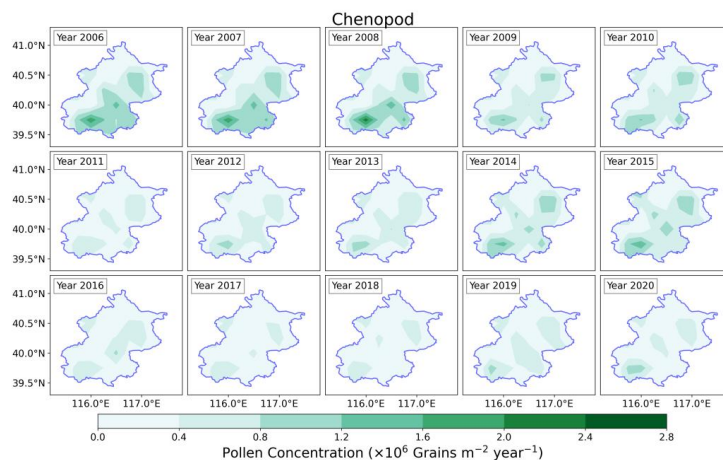 Chenopod
Year 2006 Year 2007 Year 2008 Year 2009 Year 2010
41.0°N
40.5°N
40.0°N
39.5°N
Year 2011 Year 2012 Year 2013 Year 2014 Year 2015
41.0°N
40.5°N
40.0°N
39.5°N
Year 2016 Year 2017 Year 2018 Year 2019 Year 2020
41.0°N
40.5°N
40.0°N
39.5°N
116.0°E 117.0°E 116.0°E 117.0°E 116.0°E 117.0°E 116.0°E 117.0°E 116.0°E 117.0°E
0.0 0.4 0.8 1.2 1.6 2.0 2.4 2.8
Pollen Concentration (×10⁶ Grains m⁻² year⁻¹)